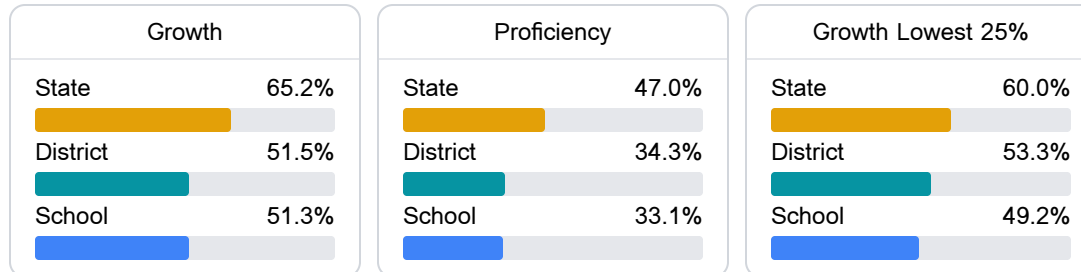 Growth
State 65.2%
District 51.5%
School 51.3%
Proficiency
State 47.0%
District 34.3%
School 33.1%
Growth Lowest 25%
State 60.0%
District 53.3%
School 49.2%